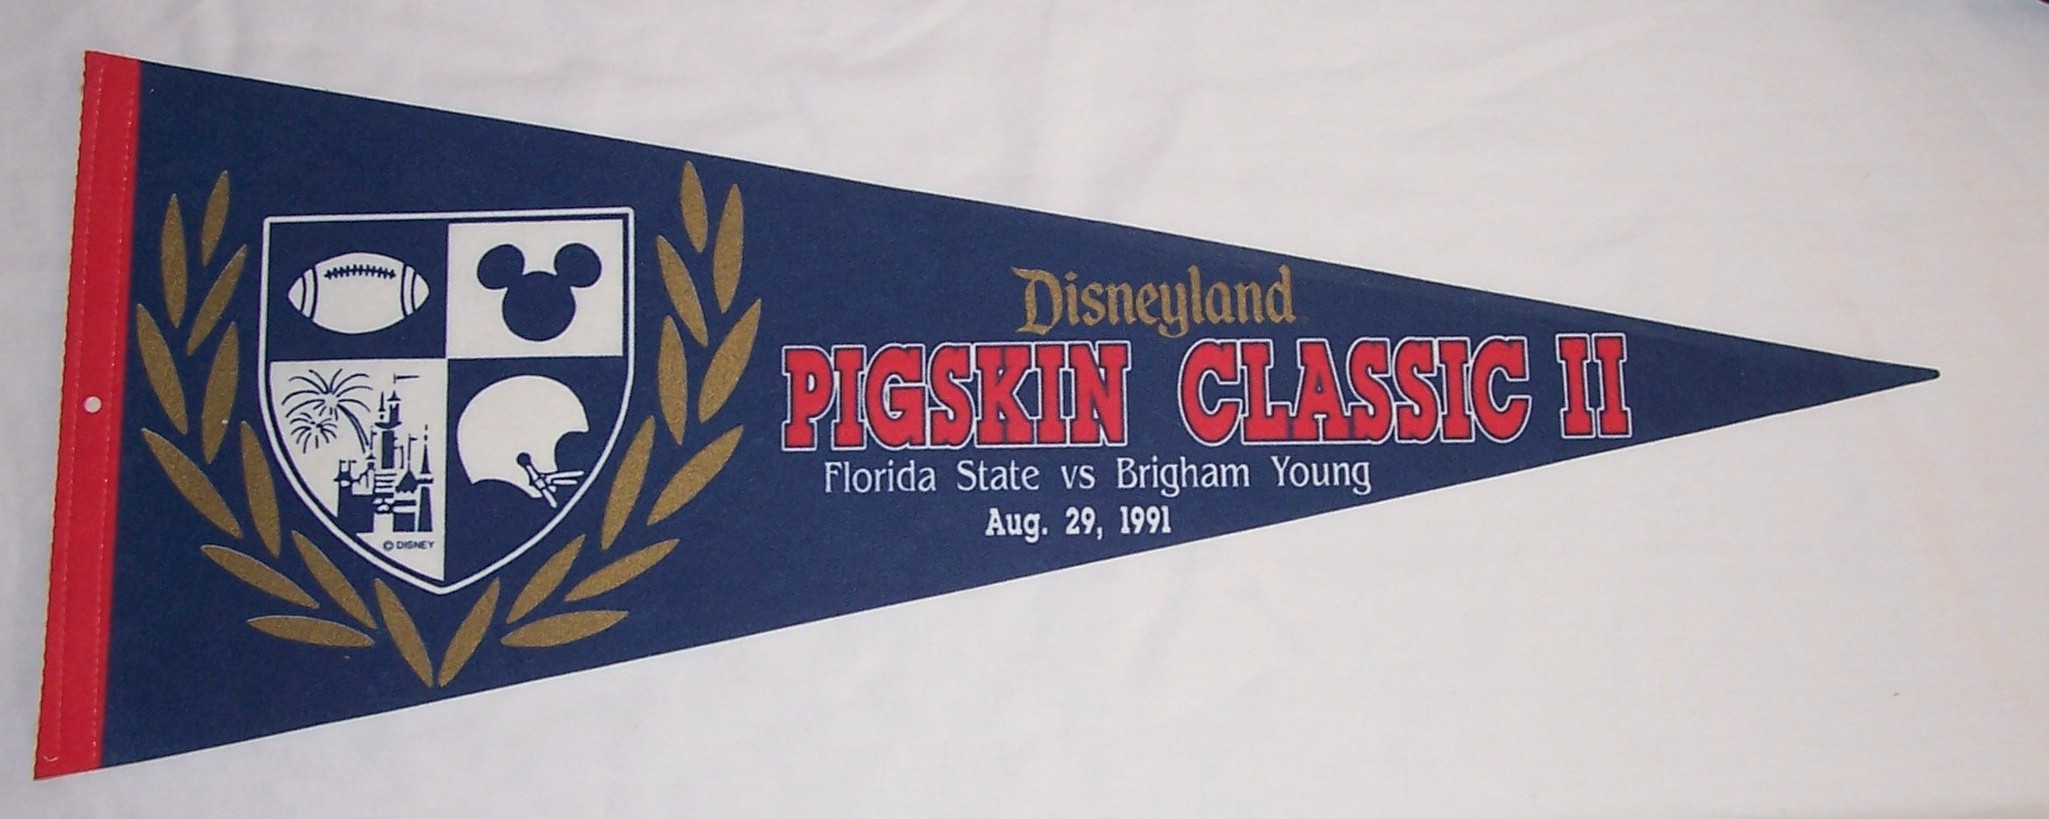 Disneyland
PIGSKIN CLASSIC II
Florida State vs Brigham Young
Aug. 29, 1991
© DISNEY